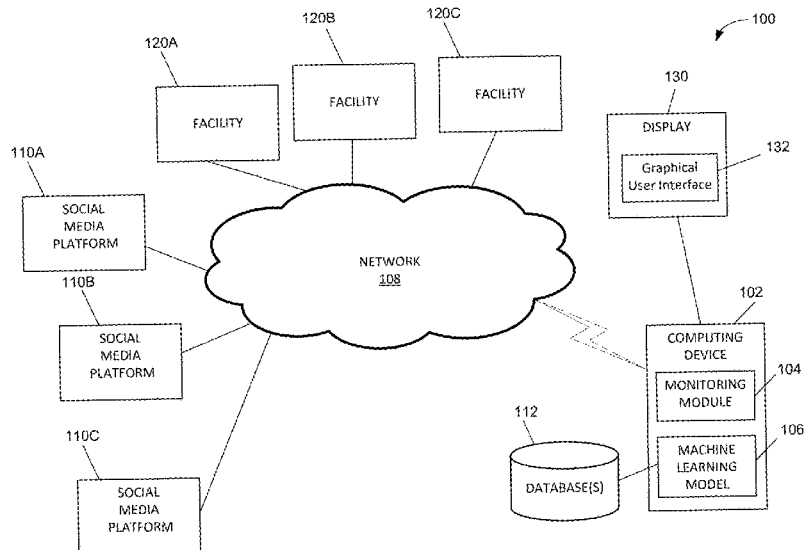 120B
120C
100
120A
130
FACILITY
FACILITY
FACILITY
DISPLAY
132
Graphical
User Interface
110A
SOCIAL
MEDIA
PLATFORM
NETWORK
108
110B
102
SOCIAL
MEDIA
PLATFORM
COMPUTING
DEVICE
104
MONITORING
MODULE
112
106
110C
MACHINE
LEARNING
MODEL
DATABASE(S)
SOCIAL
MEDIA
PLATFORM